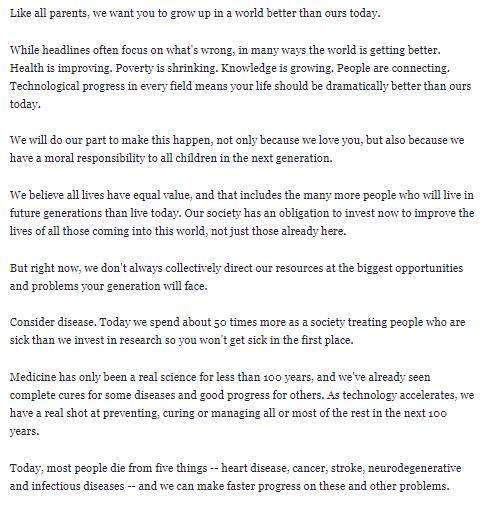 Like all parents, we want you to grow up in a world better than ours today.
While headlines often focus on what's wrong, in many ways the world is getting better.
Health is improving. Poverty is shrinking. Knowledge is growing. People are connecting.
Technological progress in every field means your life should be dramatically better than ours
today.
We will do our part to make this happen, not only because we love you, but also because we
have a moral responsibility to all children in the next generation.
We believe all lives have equal value, and that includes the many more people who will live in
future generations than live today. Our society has an obligation to invest now to improve the
lives of all those coming into this world, not just those already here.
But right now, we don't always collectively direct our resources at the biggest opportunities
and problems your generation will face.
Consider disease. Today we spend about 50 times more as a society treating people who are
sick than we invest in research so you won't get sick in the first place.
Medicine has only been a real science for less than 100 years, and we've already seen
complete cures for some diseases and good progress for others. As technology accelerates, we
have a real shot at preventing, curing or managing all or most of the rest in the next 100
years.
Today, most people die from five things -- heart disease, cancer, stroke, neurodegenerative
and infectious diseases -- and we can make faster progress on these and other problems.